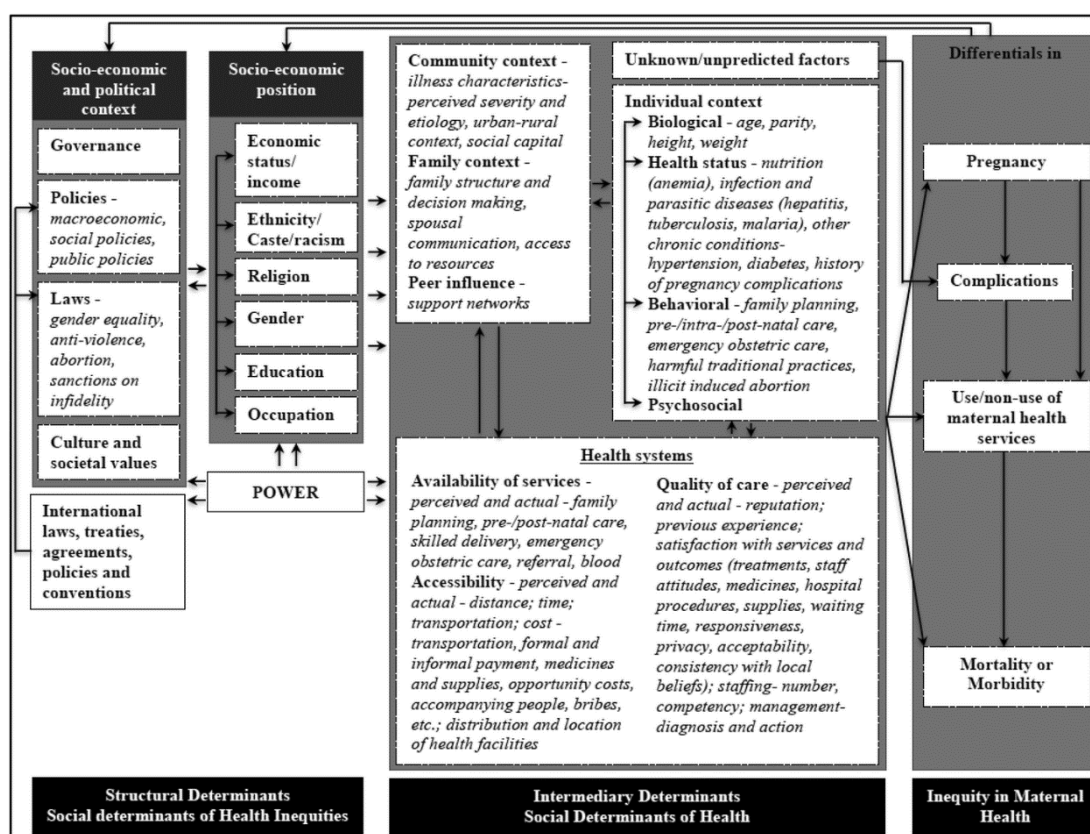 Socio-economic
and political
context
Governance
Policies -
macroeconomic,
social policies,
public policies
Laws -
gender equality,
anti-violence,
abortion,
sanctions on
infidelity
Culture and
societal values
International
laws, treaties,
agreements,
policies and
conventions
Socio-economic
position
Economic
status/
income
Ethnicity/
Caste/racism
Religion
Gender
Education
Occupation
POWER
Community context -
illness characteristics-
perceived severity and
etiology, urban-rural
context, social capital
Family context -
family structure and
decision making,
spousal
communication, access
to resources
Peer influence -
support networks
Unknown/unpredicted factors
Individual context
Biological - age, parity,
height, weight
Health status - nutrition
(anemia), infection and
parasitic diseases (hepatitis,
tuberculosis, malaria), other
chronic conditions-
hypertension, diabetes, history
of pregnancy complications
Behavioral - family planning,
pre-/intra-/post-natal care,
emergency obstetric care,
harmful traditional practices,
illicit induced abortion
Psychosocial
Health systems
Availability of services -
perceived and actual - family
planning, pre-/post-natal care,
skilled delivery, emergency
obstetric care, referral, blood
Accessibility - perceived and
actual - distance; time;
transportation; cost -
transportation, formal and
informal payment, medicines
and supplies, opportunity costs,
accompanying people, bribes,
etc.; distribution and location
of health facilities
Quality of care - perceived
and actual - reputation;
previous experience;
satisfaction with services and
outcomes (treatments, staff
attitudes, medicines, hospital
procedures, supplies, waiting
time, responsiveness,
privacy, acceptability,
consistency with local
beliefs); staffing- number,
competency; management-
diagnosis and action
Differentials in
Pregnancy
Complications
Use/non-use of
maternal health
services
Mortality or
Morbidity
Structural Determinants
Social determinants of Health Inequities
Intermediary Determinants
Social Determinants of Health
Inequity in Maternal
Health